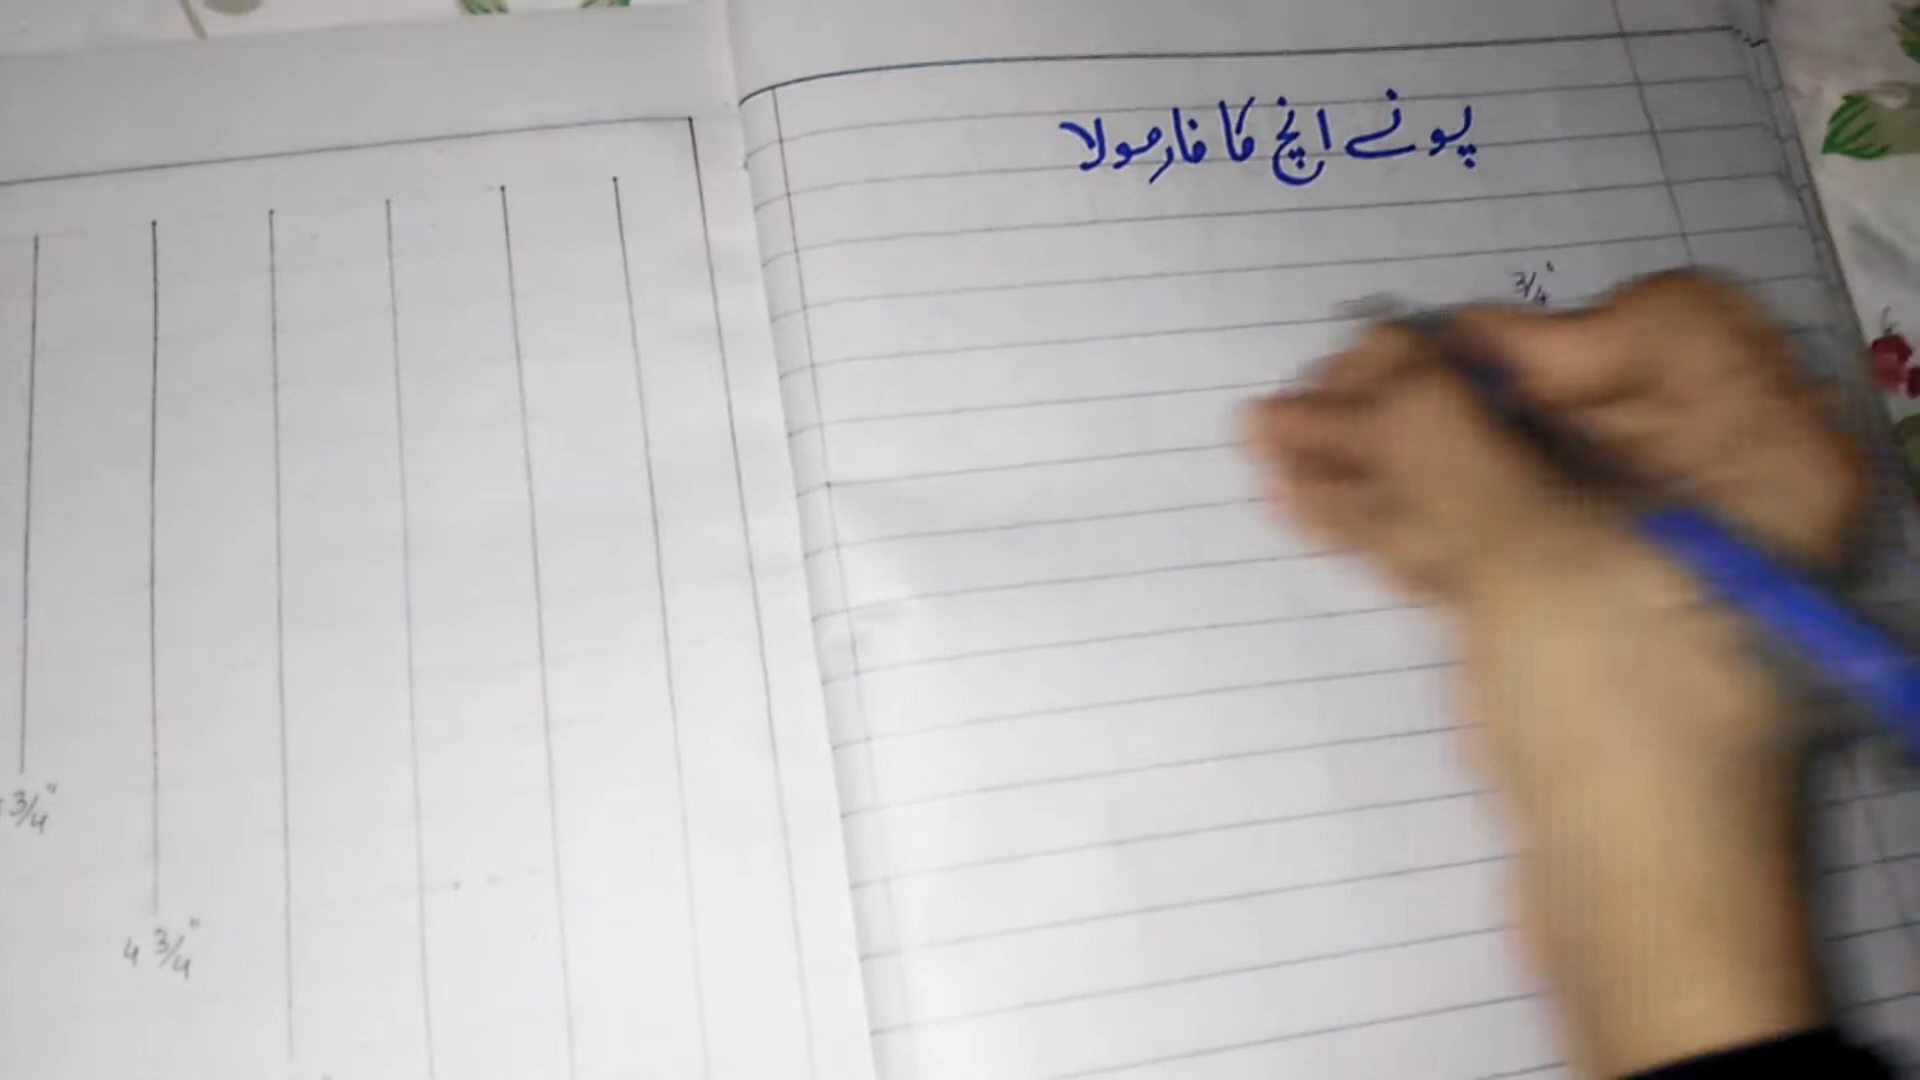 پونے انچ کا فارمولا
3/4"
3/4"
4 3/4"